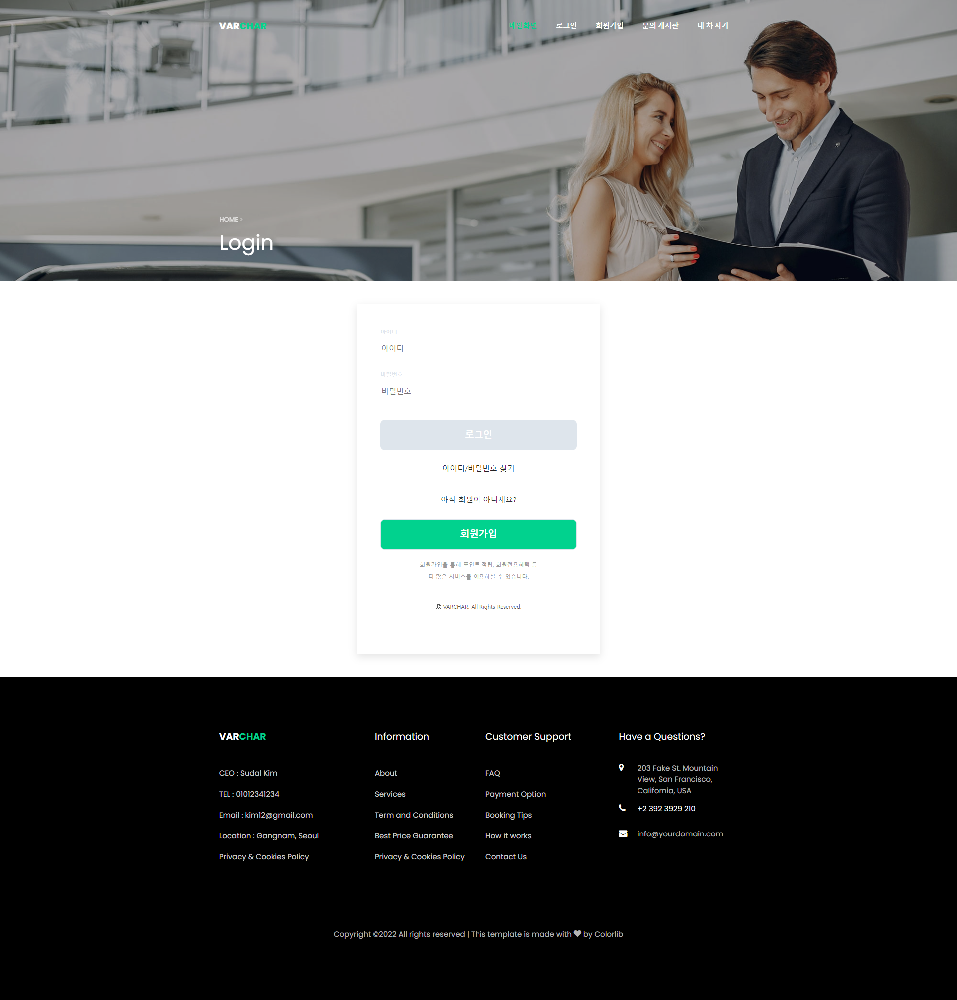 VARCHAR
메인화면 로그인 회원가입 문의 게시판 내 차 사기
HOME >
Login
아이디
아이디
비밀번호
비밀번호
로그인
아이디/비밀번호 찾기
아직 회원이 아니세요?
회원가입
회원가입을 통해 포인트 적립, 회원전용혜택 등
더 많은 서비스를 이용하실 수 있습니다.
© VARCHAR. All Rights Reserved.
VARCHAR
CEO : Sudal Kim
TEL : 01012341234
Email : kim12@gmail.com
Location : Gangnam, Seoul
Privacy & Cookies Policy
Information
About
Services
Term and Conditions
Best Price Guarantee
Privacy & Cookies Policy
Customer Support
FAQ
Payment Option
Booking Tips
How it works
Contact Us
Have a Questions?
203 Fake St. Mountain
View, San Francisco,
California, USA
+2 392 3929 210
info@yourdomain.com
Copyright ©2022 All rights reserved | This template is made with ♥ by Colorlib